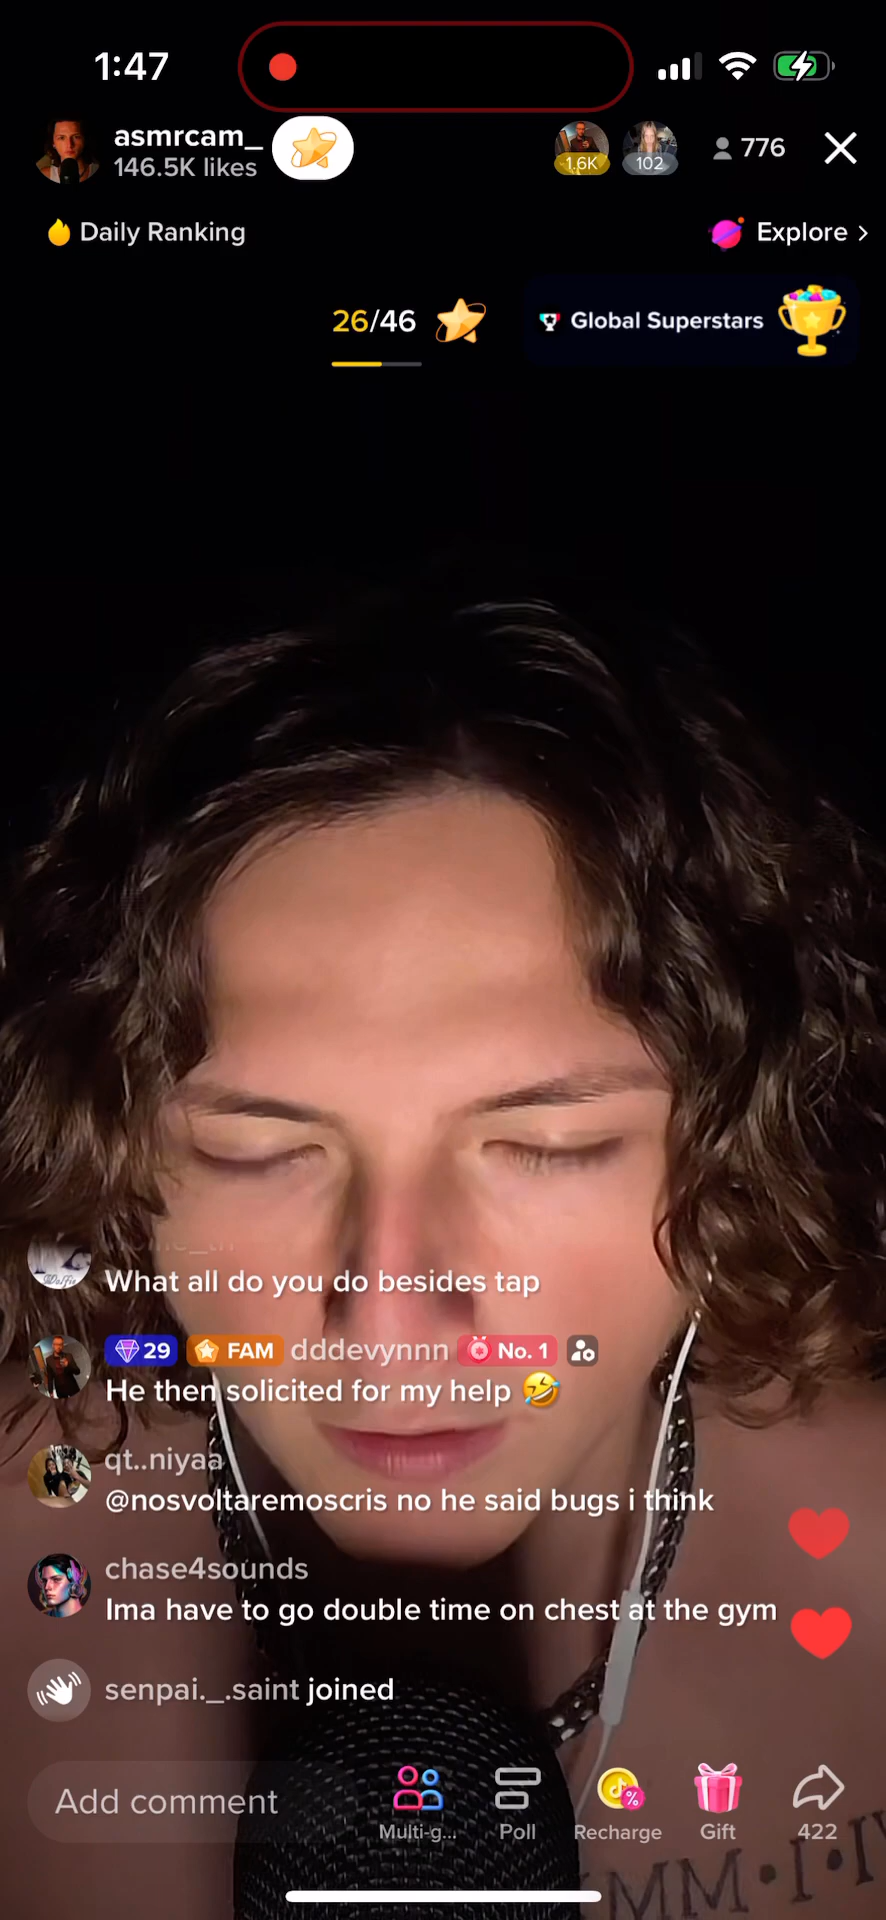 1:47
asmrcam_
146.5K likes
1.6K
102
776
Daily Ranking
Explore >
26/46
Global Superstars
What all do you do besides tap
29 FAM dddevynnn No. 1
He then solicited for my help 🤣
qt..niyaa
@nosvoltaremoscris no he said bugs i think
chase4sounds
Ima have to go double time on chest at the gym
senpai._.saint joined
Add comment
Multi-g...
Poll
%
Recharge
Gift
422
MM•I•IV